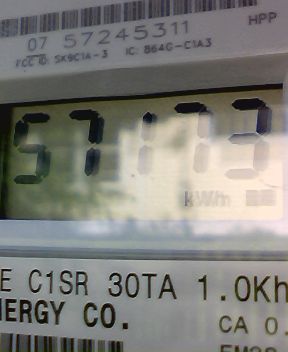 HPP
07 57245311
FCC ID: SK9C1A-3 IC: 864G-C1A3
57173
kWh
E C1SR 30TA 1.0Kh
NERGY CO.
CA 0.